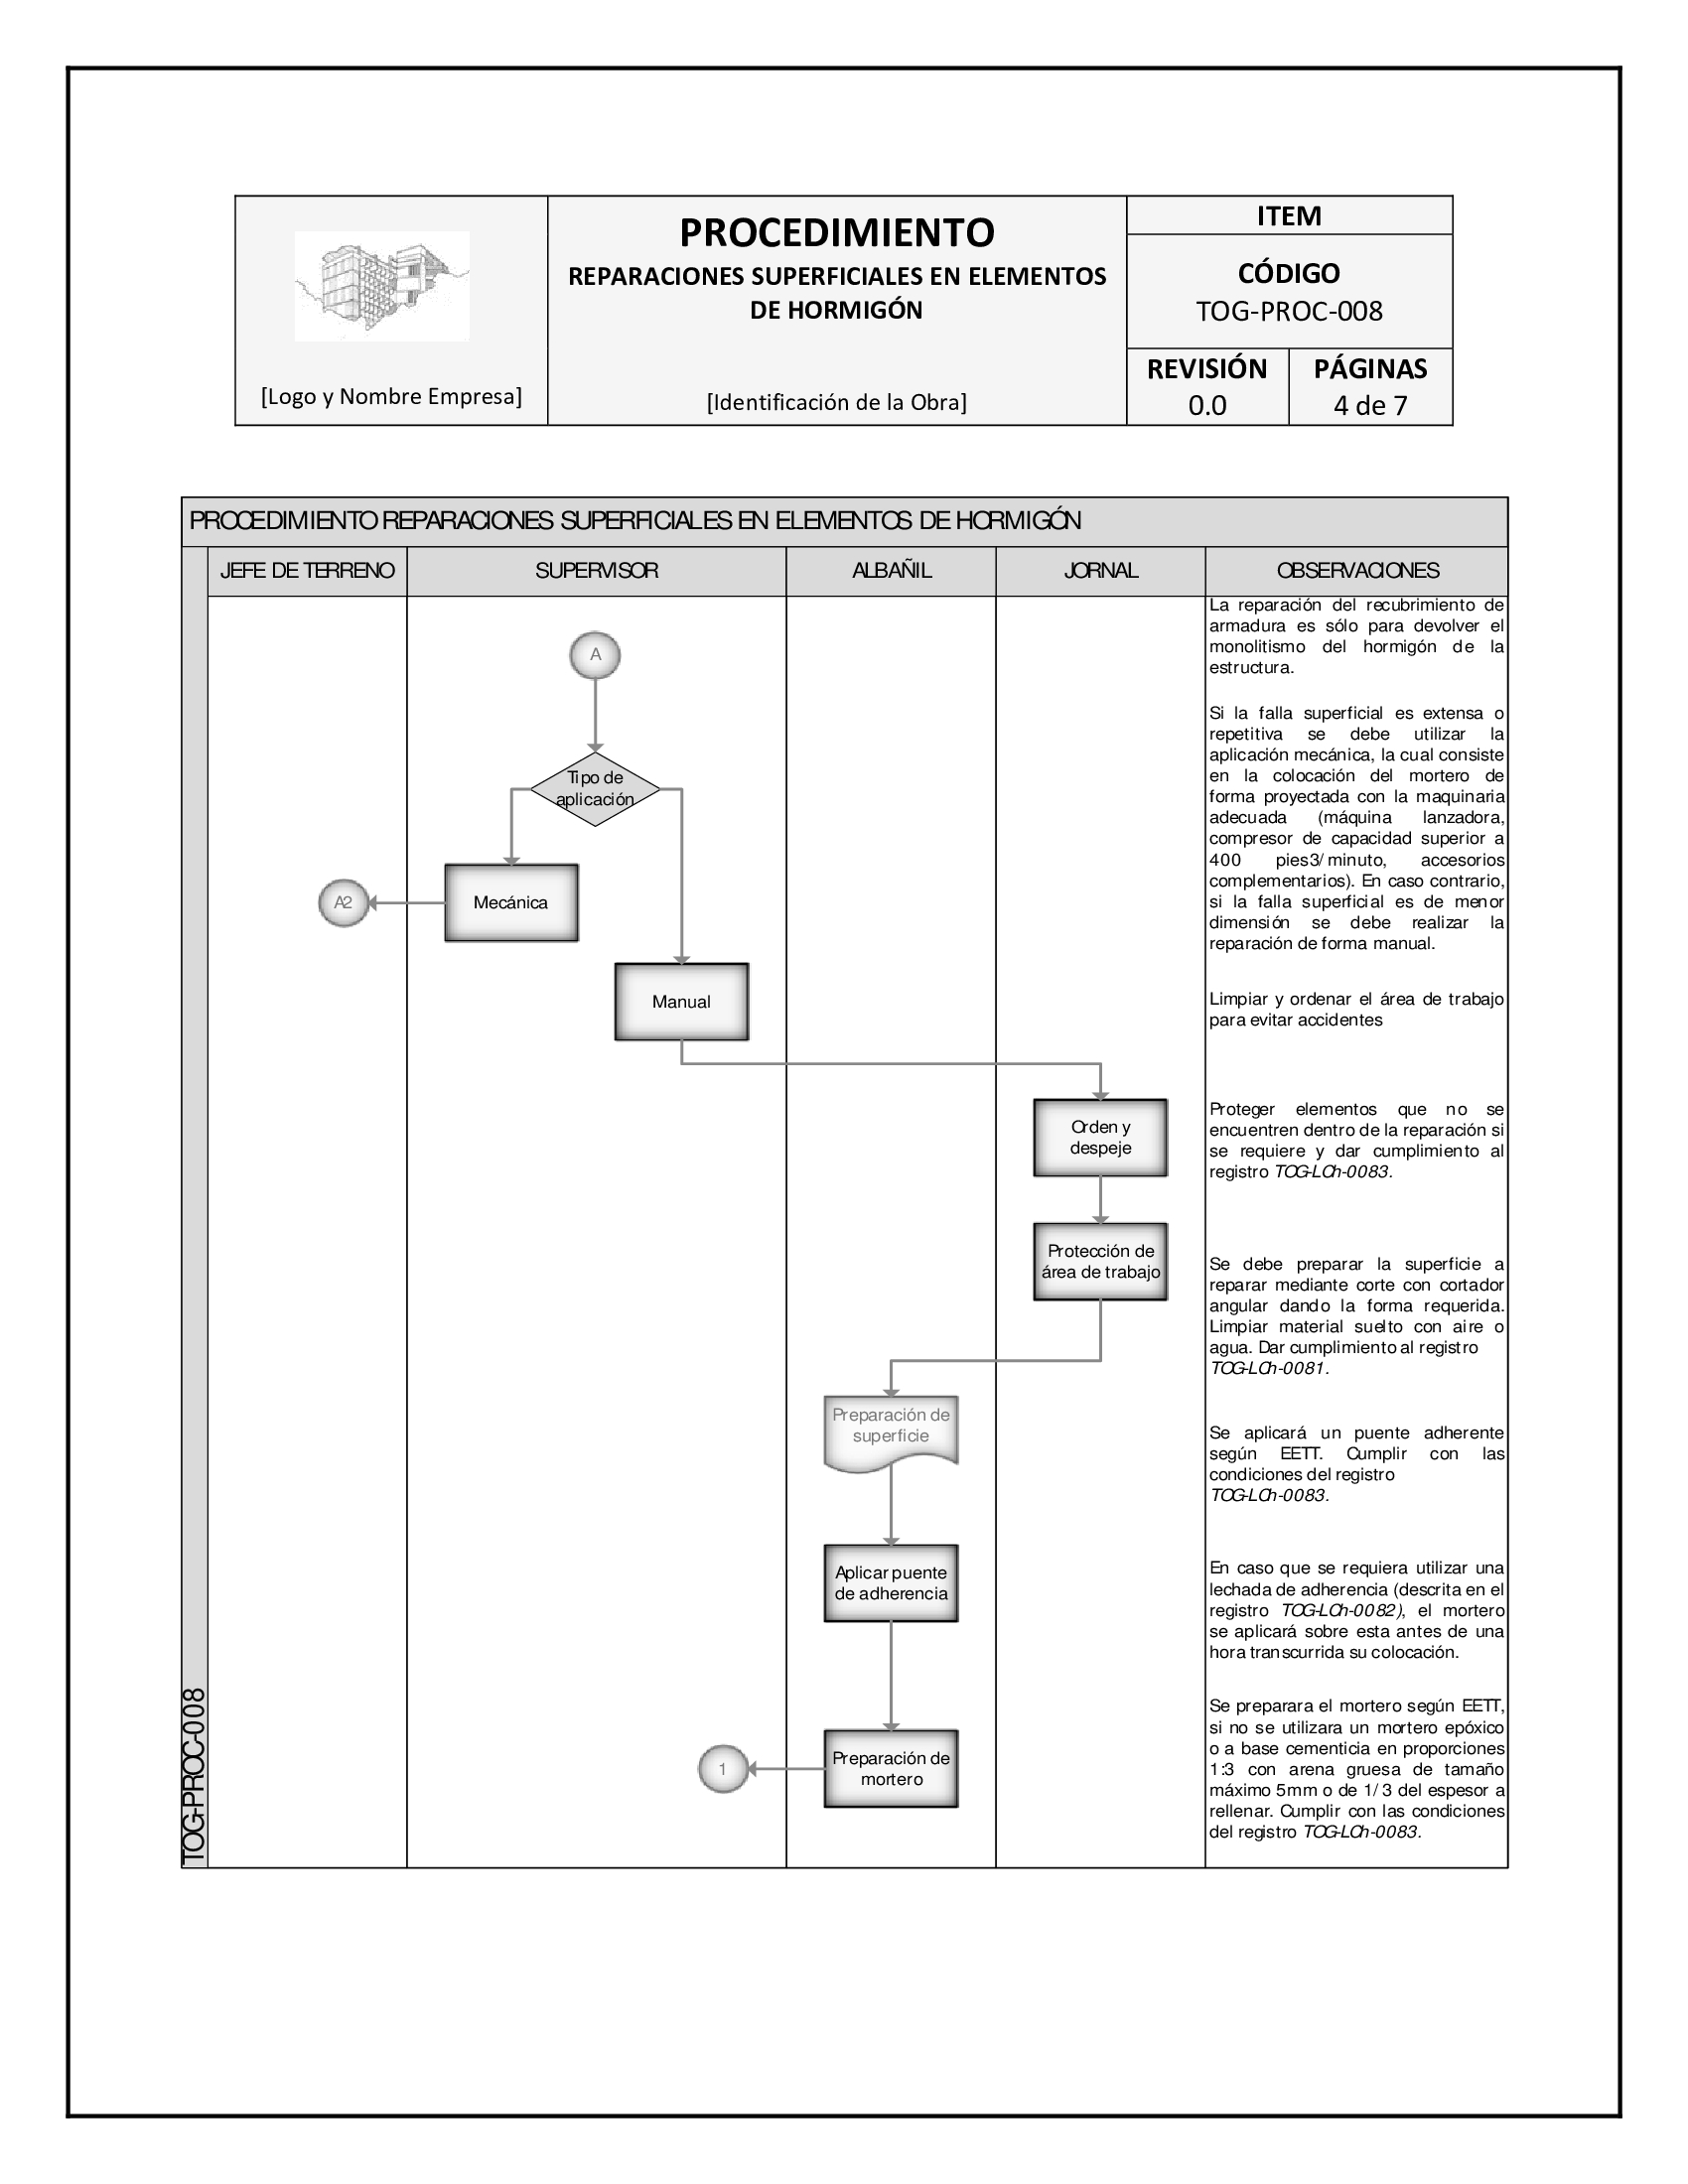 PROCEDIMIENTO
REPARACIONES SUPERFICIALES EN ELEMENTOS
DE HORMIGÓN
[Logo y Nombre Empresa]
[Identificación de la Obra]
ITEM
CÓDIGO
TOG-PROC-008
REVISIÓN
0.0
PÁGINAS
4 de 7
PROCEDIMIENTO REPARACIONES SUPERFICIALES EN ELEMENTOS DE HORMIGÓN
JEFE DE TERRENO
SUPERVISOR
ALBAÑIL
JORNAL
OBSERVACIONES
TOG-PROC-008
A
Tipo de
aplicación
Mecánica
A2
Manual
Orden y
despeje
Protección de
área de trabajo
Preparación de
superficie
Aplicar puente
de adherencia
Preparación de
mortero
1
La reparación del recubrimiento de
armadura es sólo para devolver el
monolitismo del hormigón de la
estructura.
Si la falla superficial es extensa o
repetitiva se debe utilizar la
aplicación mecánica, la cual consiste
en la colocación del mortero de
forma proyectada con la maquinaria
adecuada (máquina lanzadora,
compresor de capacidad superior a
400 pies3/minuto, accesorios
complementarios). En caso contrario,
si la falla superficial es de menor
dimensión se debe realizar la
reparación de forma manual.
Limpiar y ordenar el área de trabajo
para evitar accidentes
Proteger elementos que no se
encuentren dentro de la reparación si
se requiere y dar cumplimiento al
registro TOG-LCh-0083.
Se debe preparar la superficie a
reparar mediante corte con cortador
angular dando la forma requerida.
Limpiar material suelto con aire o
agua. Dar cumplimiento al registro
TOG-LCh-0081.
Se aplicará un puente adherente
según EETT. Cumplir con las
condiciones del registro
TOG-LCh-0083.
En caso que se requiera utilizar una
lechada de adherencia (descrita en el
registro TOG-LCh-0082), el mortero
se aplicará sobre esta antes de una
hora transcurrida su colocación.
Se preparara el mortero según EETT,
si no se utilizara un mortero epóxico
o a base cementicia en proporciones
1:3 con arena gruesa de tamaño
máximo 5mm o de 1/3 del espesor a
rellenar. Cumplir con las condiciones
del registro TOG-LCh-0083.